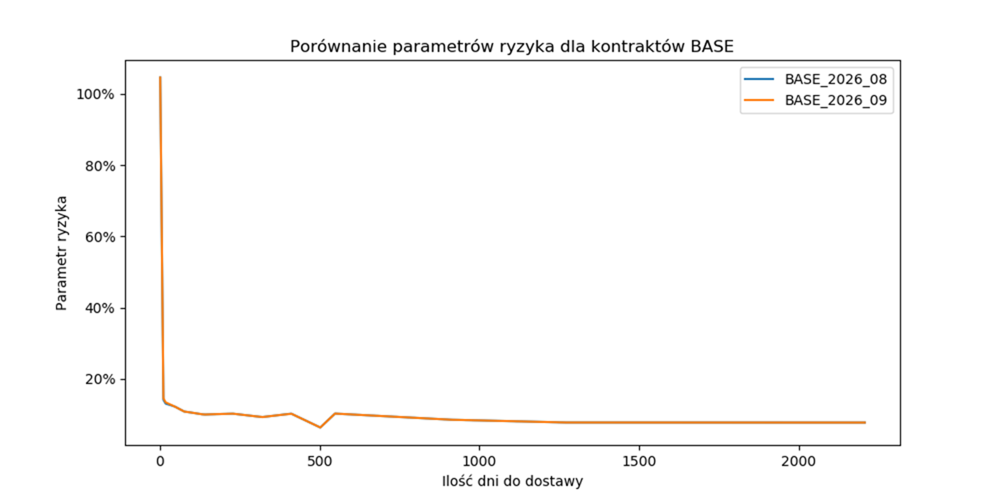 Porównanie parametrów ryzyka dla kontraktów BASE
BASE_2026_08
BASE_2026_09
100%
80%
60%
40%
20%
Parametr ryzyka
0 500 1000 1500 2000
Ilość dni do dostawy